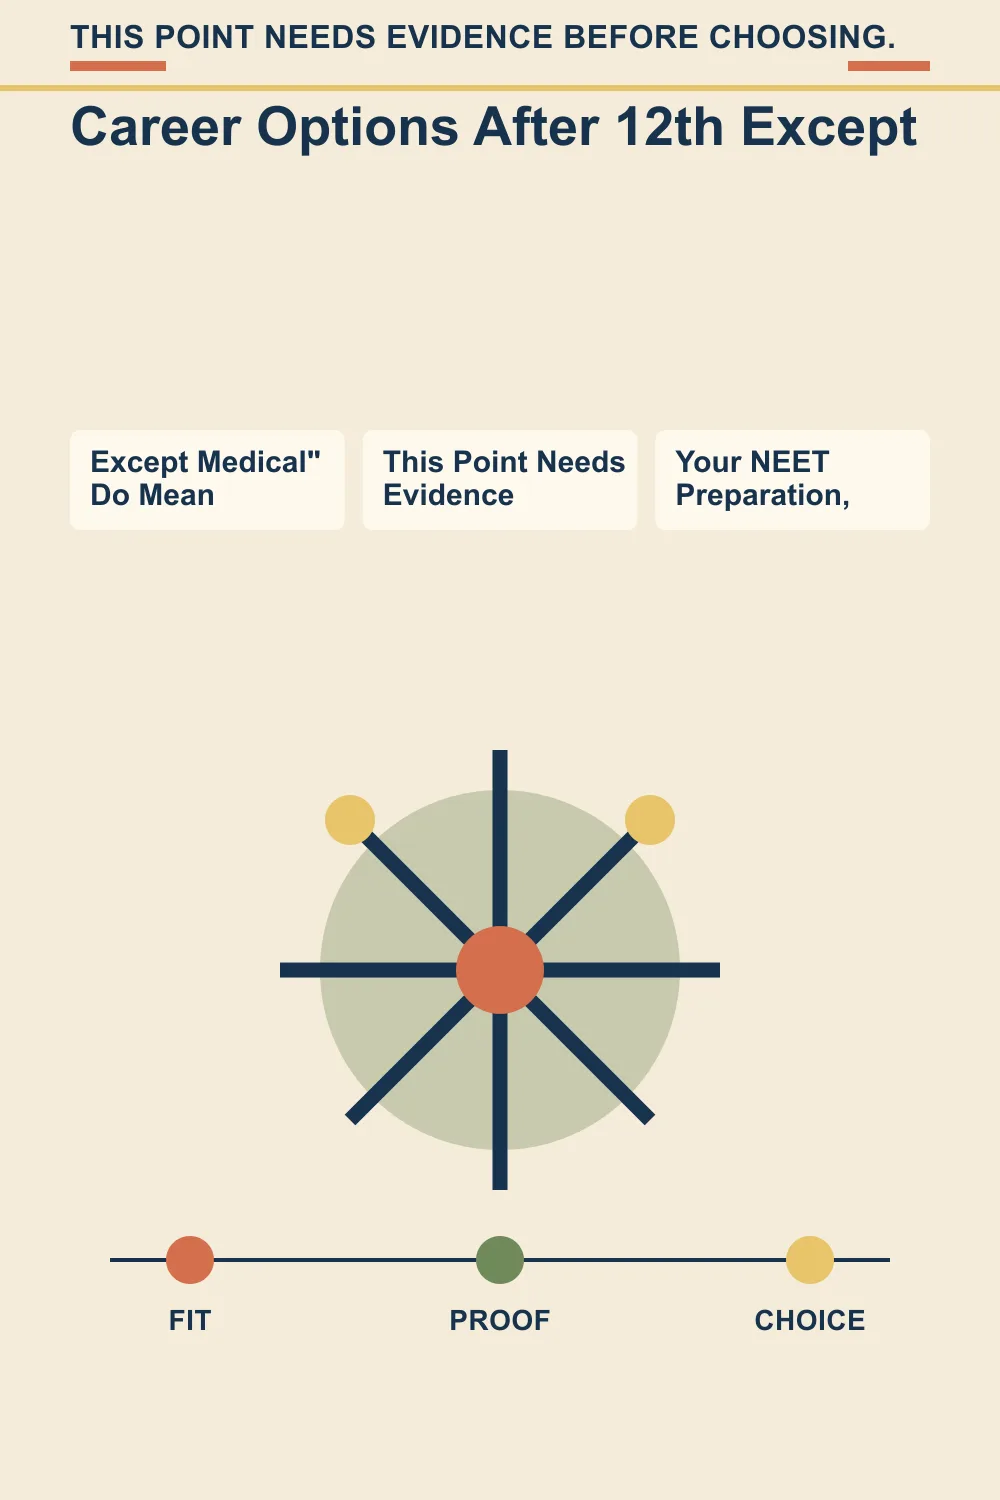 THIS POINT NEEDS EVIDENCE BEFORE CHOOSING.
Career Options After 12th Except
Except Medical"
Do Mean
This Point Needs
Evidence
Your NEET
Preparation,
FIT
PROOF
CHOICE